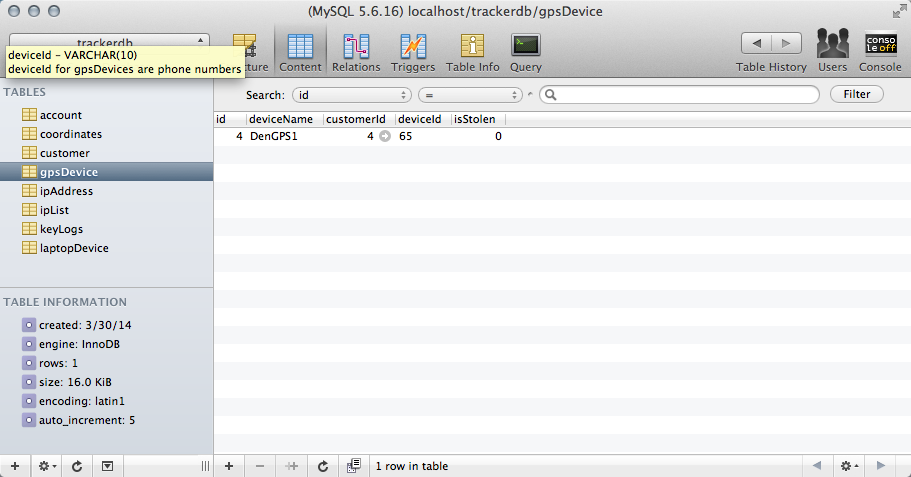 (MySQL 5.6.16) localhost/trackerdb/gpsDevice
trackerdb
deviceId - VARCHAR(10)
deviceId for gpsDevices are phone numbers
Content Relations Triggers Table Info Query Table History Users Console
conso
le off
TABLES
account
coordinates
customer
gpsDevice
ipAddress
ipList
keyLogs
laptopDevice
TABLE INFORMATION
created: 3/30/14
engine: InnoDB
rows: 1
size: 16.0 KiB
encoding: latin1
auto_increment: 5
Search: id = Filter
id deviceName customerId deviceId isStolen
4 DenGPS1 4 65 0
1 row in table